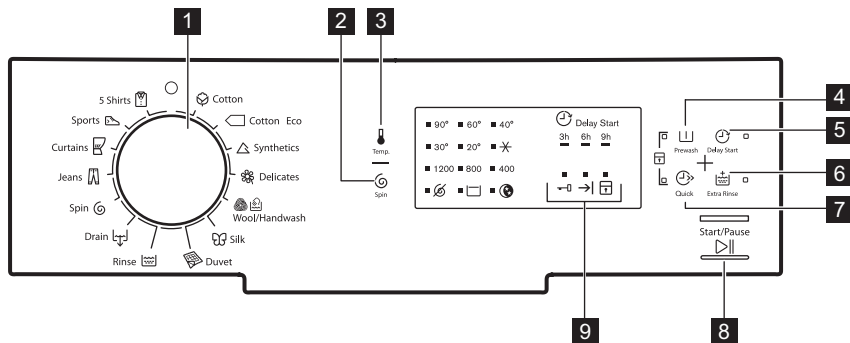 1
2
3
4
5
6
7
8
9
5 Shirts
Cotton
Sports
Cotton Eco
Curtains
Synthetics
Jeans
Delicates
Spin
Wool/Handwash
Drain
Silk
Rinse
Duvet
Temp.
Spin
90° 60° 40°
30° 20°
1200 800 400
Delay Start
3h 6h 9h
Prewash
Delay Start
Quick
Extra Rinse
Start/Pause